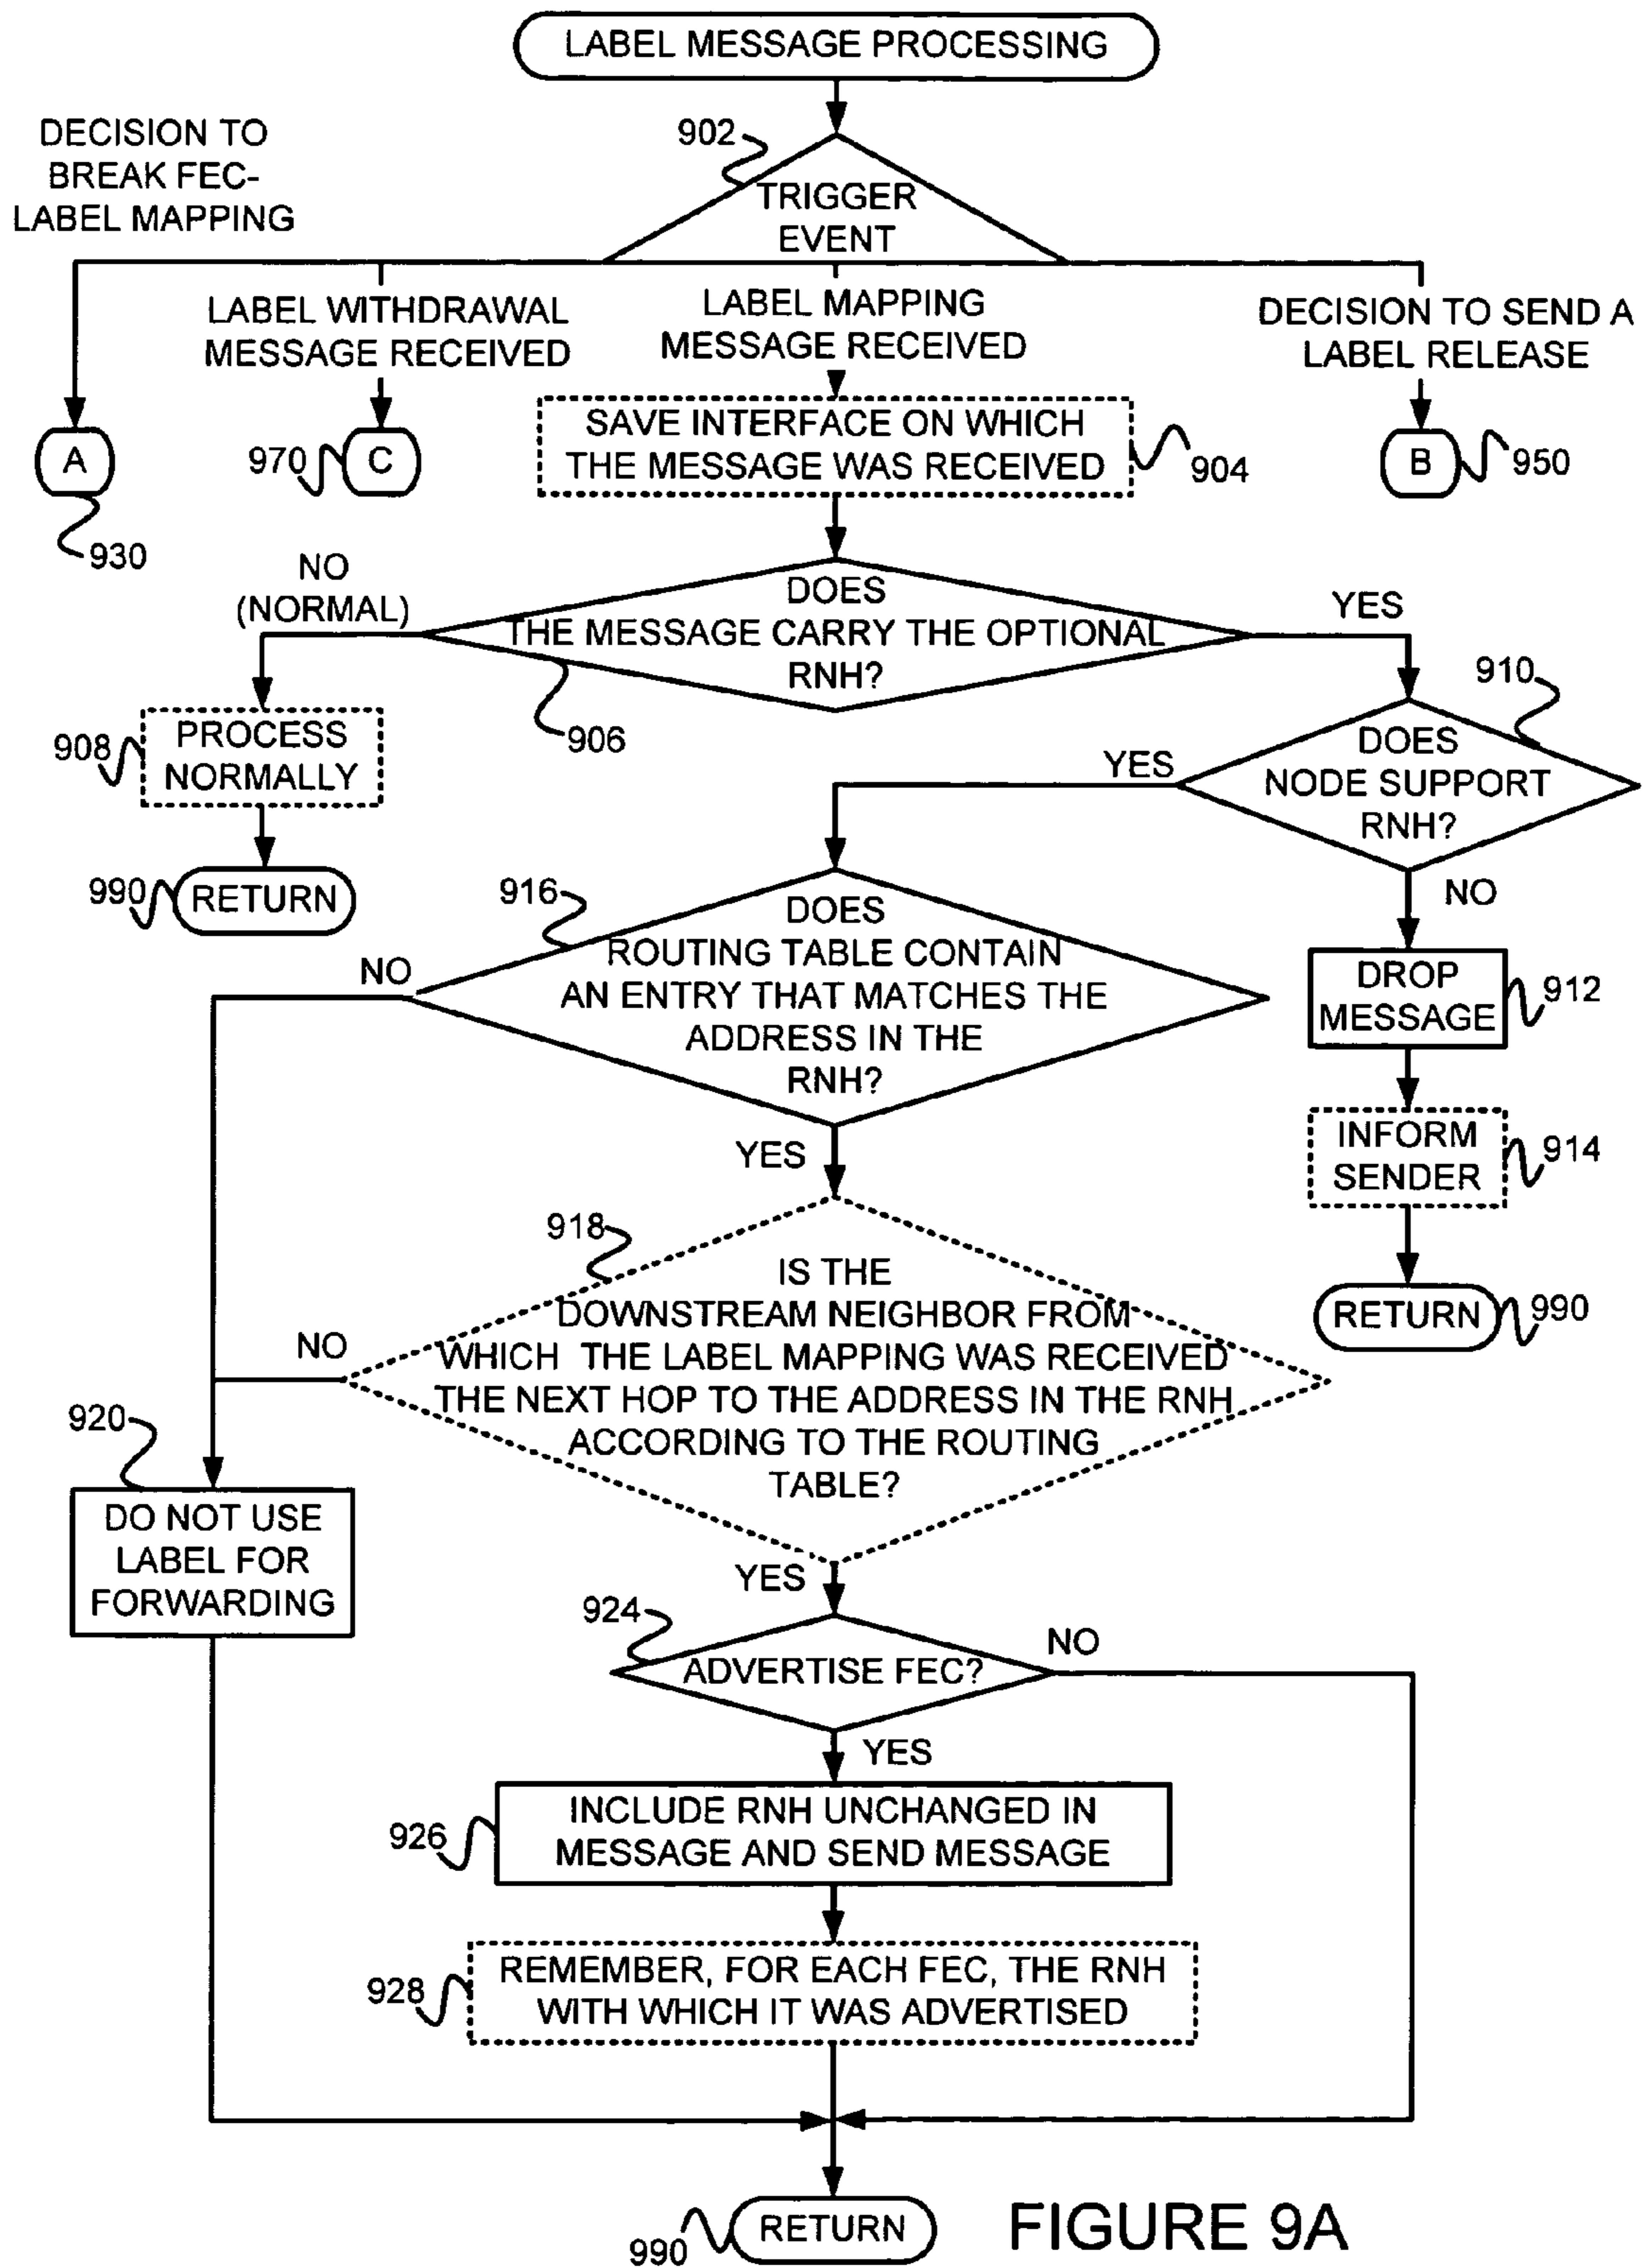 LABEL MESSAGE PROCESSING
902
TRIGGER
EVENT
DECISION TO
BREAK FEC-
LABEL MAPPING
LABEL WITHDRAWAL
MESSAGE RECEIVED
LABEL MAPPING
MESSAGE RECEIVED
DECISION TO SEND A
LABEL RELEASE
A
930
970
C
SAVE INTERFACE ON WHICH
THE MESSAGE WAS RECEIVED
904
B
950
NO
(NORMAL)
DOES
THE MESSAGE CARRY THE OPTIONAL
RNH?
906
YES
908
PROCESS
NORMALLY
990
RETURN
910
DOES
NODE SUPPORT
RNH?
YES
NO
912
DROP
MESSAGE
914
INFORM
SENDER
RETURN
990
916
DOES
ROUTING TABLE CONTAIN
AN ENTRY THAT MATCHES THE
ADDRESS IN THE
RNH?
NO
YES
918
IS THE
DOWNSTREAM NEIGHBOR FROM
WHICH THE LABEL MAPPING WAS RECEIVED
THE NEXT HOP TO THE ADDRESS IN THE RNH
ACCORDING TO THE ROUTING
TABLE?
NO
YES
920
DO NOT USE
LABEL FOR
FORWARDING
924
ADVERTISE FEC?
NO
YES
926
INCLUDE RNH UNCHANGED IN
MESSAGE AND SEND MESSAGE
928
REMEMBER, FOR EACH FEC, THE RNH
WITH WHICH IT WAS ADVERTISED
990
RETURN
FIGURE 9A